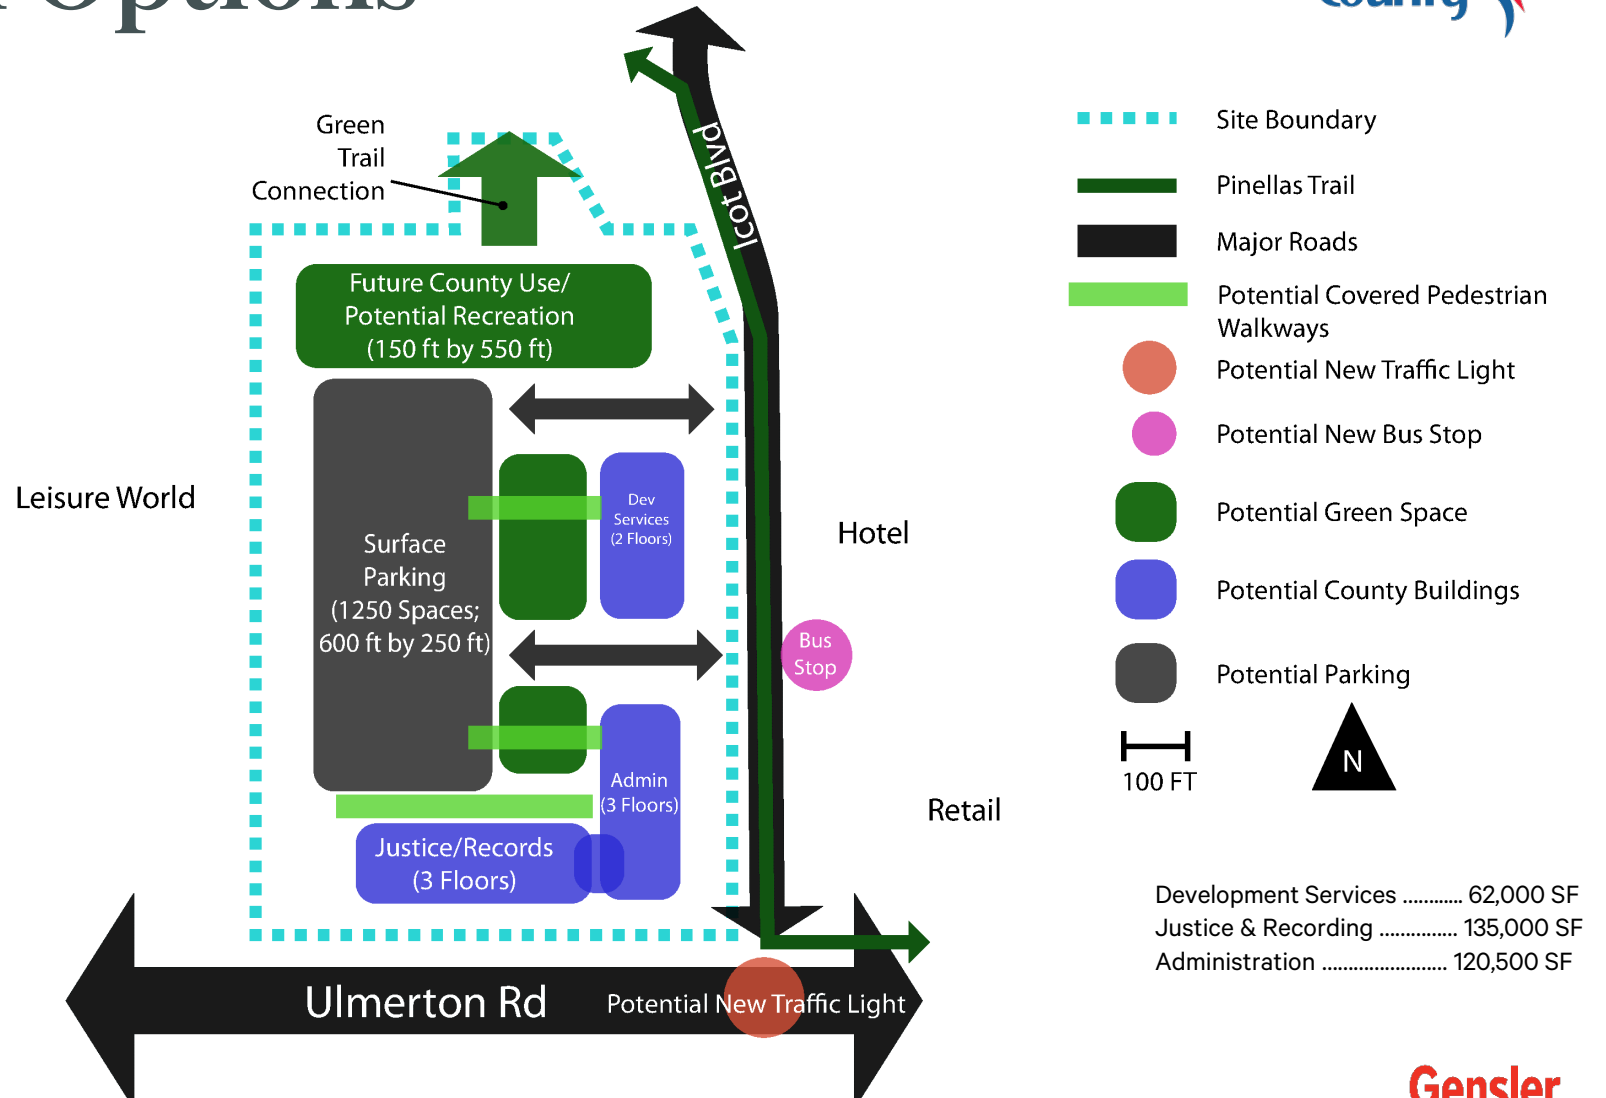 Options
County
Green
Trail
Connection
Icot Blvd
Future County Use/
Potential Recreation
(150 ft by 550 ft)
Leisure World
Surface
Parking
(1250 Spaces;
600 ft by 250 ft)
Dev
Services
(2 Floors)
Hotel
Bus
Stop
Admin
(3 Floors)
Retail
Justice/Records
(3 Floors)
Ulmerton Rd
Potential New Traffic Light
Site Boundary
Pinellas Trail
Major Roads
Potential Covered Pedestrian
Walkways
Potential New Traffic Light
Potential New Bus Stop
Potential Green Space
Potential County Buildings
Potential Parking
100 FT
N
Development Services ............ 62,000 SF
Justice & Recording ............... 135,000 SF
Administration ........................ 120,500 SF
Gensler